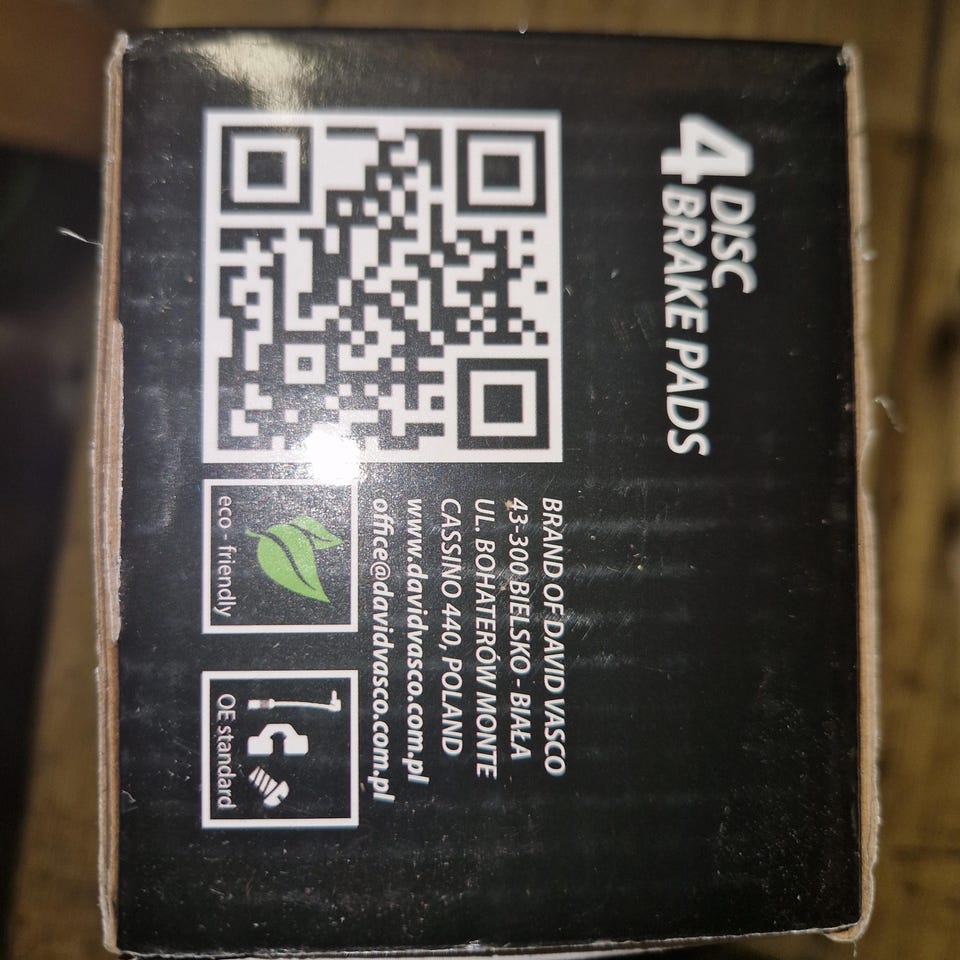 4 DISC
BRAKE PADS
BRAND OF DAVID VASCO
43-300 BIELSKO - BIAŁA
UL. BOHATERÓW MONTE
CASSINO 440, POLAND
www.davidvasco.com.pl
office@davidvasco.com.pl
eco - friendly
OE standard